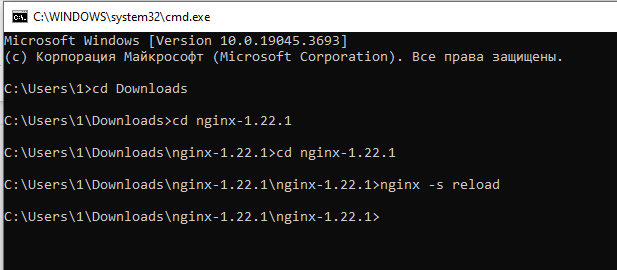 C:\WINDOWS\system32\cmd.exe
Microsoft Windows [Version 10.0.19045.3693]
(c) Корпорация Майкрософт (Microsoft Corporation). Все права защищены.
C:\Users\1>cd Downloads
C:\Users\1\Downloads>cd nginx-1.22.1
C:\Users\1\Downloads\nginx-1.22.1>cd nginx-1.22.1
C:\Users\1\Downloads\nginx-1.22.1\nginx-1.22.1>nginx -s reload
C:\Users\1\Downloads\nginx-1.22.1\nginx-1.22.1>